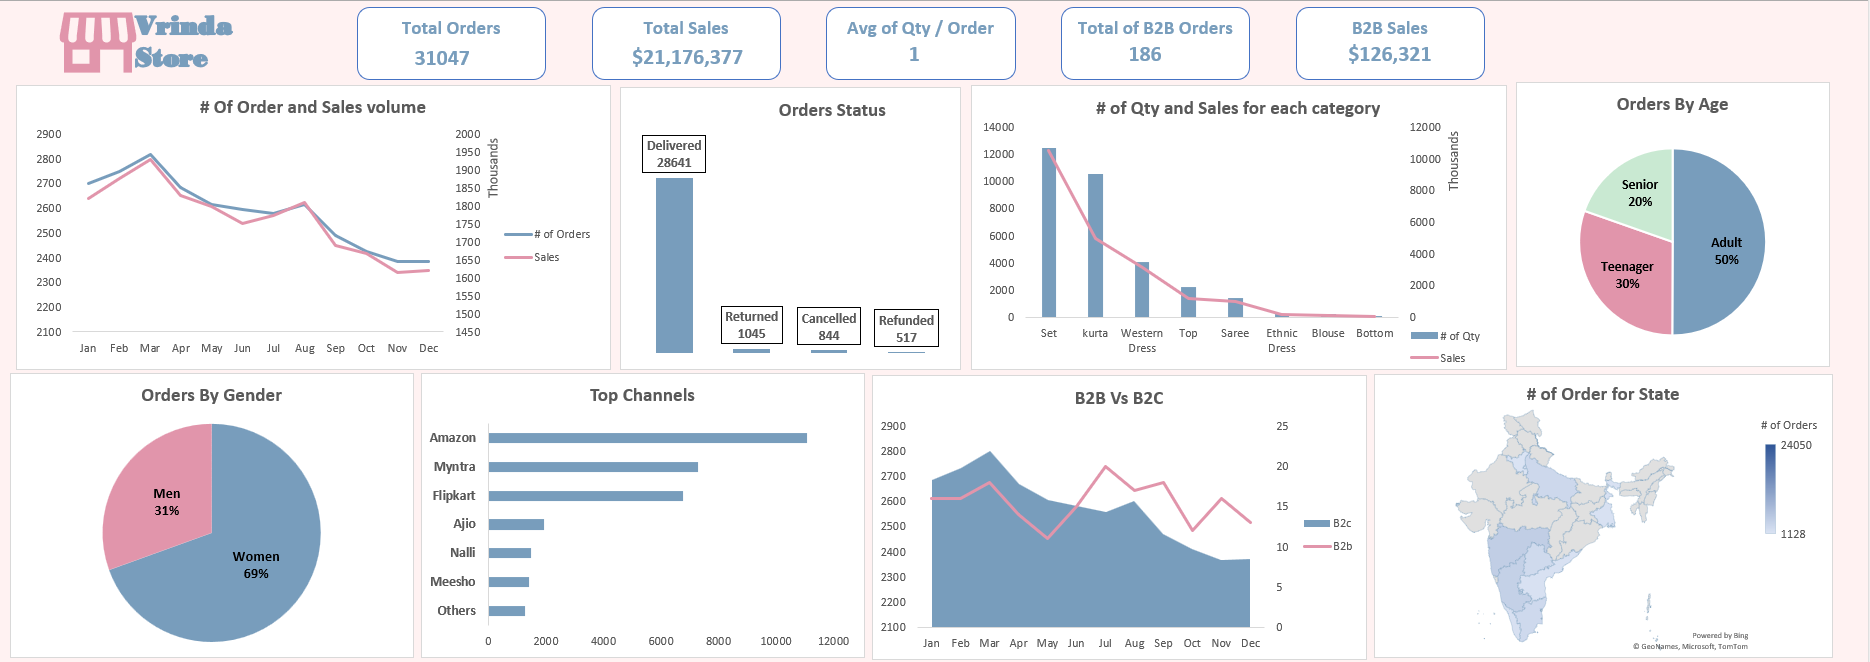 Vrinda
Store
Total Orders
31047
Total Sales
$21,176,377
Avg of Qty / Order
1
Total of B2B Orders
186
B2B Sales
$126,321
# Of Order and Sales volume
2900
2800
2700
2600
2500
2400
2300
2200
2100
2000
1950
1900
1850
1800
1750
1700
1650
1600
1550
1500
1450
Thousands
# of Orders
Sales
Jan Feb Mar Apr May Jun Jul Aug Sep Oct Nov Dec
Orders Status
Delivered
28641
Returned
1045
Cancelled
844
Refunded
517
# of Qty and Sales for each category
14000
12000
10000
8000
6000
4000
2000
0
12000
10000
8000
6000
4000
2000
0
Thousands
Set kurta Western Top Saree Ethnic Blouse Bottom
Dress Dress
# of Qty
Sales
Orders By Age
Senior
20%
Adult
50%
Teenager
30%
Orders By Gender
Men
31%
Women
69%
Top Channels
Amazon
Myntra
Flipkart
Ajio
Nalli
Meesho
Others
0 2000 4000 6000 8000 10000 12000
B2B Vs B2C
2900
2800
2700
2600
2500
2400
2300
2200
2100
25
20
15
10
5
0
B2c
B2b
Jan Feb Mar Apr May Jun Jul Aug Sep Oct Nov Dec
# of Order for State
# of Orders
24050
1128
Powered by Bing
© GeoNames, Microsoft, TomTom